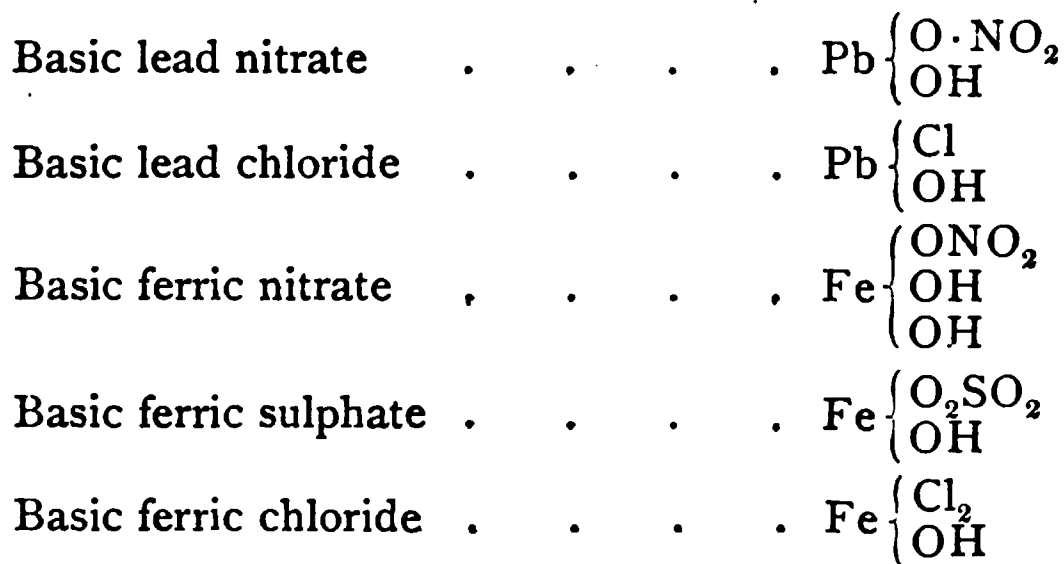 Basic lead nitrate . . . . Pb { O·NO₂
OH
Basic lead chloride . . . . Pb { Cl
OH
Basic ferric nitrate . . . . Fe { ONO₂
OH
OH
Basic ferric sulphate . . . . Fe { O₂SO₂
OH
Basic ferric chloride . . . . Fe { Cl₂
OH